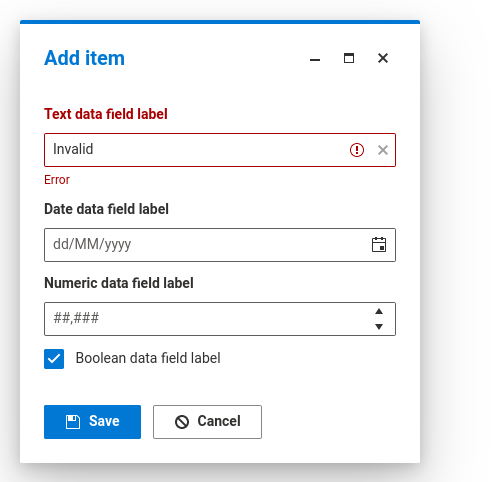 Add item
Text data field label
Invalid
Error
Date data field label
dd/MM/yyyy
Numeric data field label
##,###
Boolean data field label
Save
Cancel